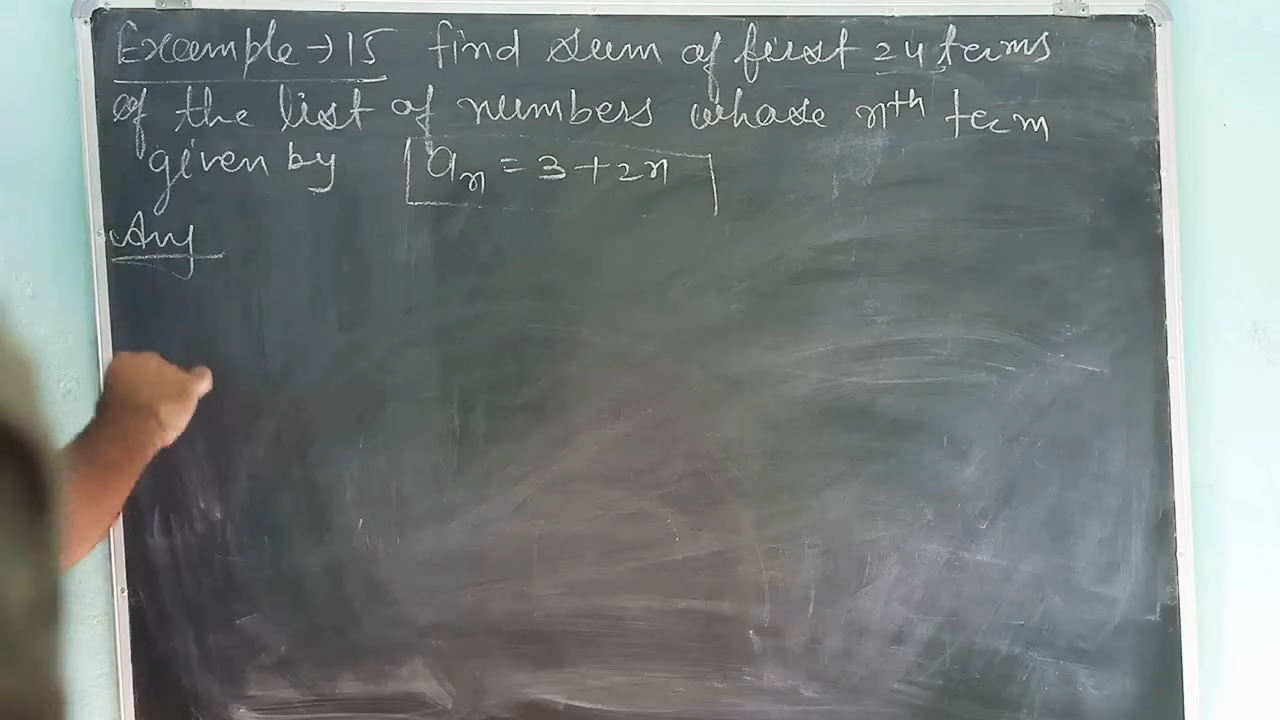 Example→15 find sum of first 24 terms
of the list of numbers whose nth term
given by aₙ = 3+2n
Ans